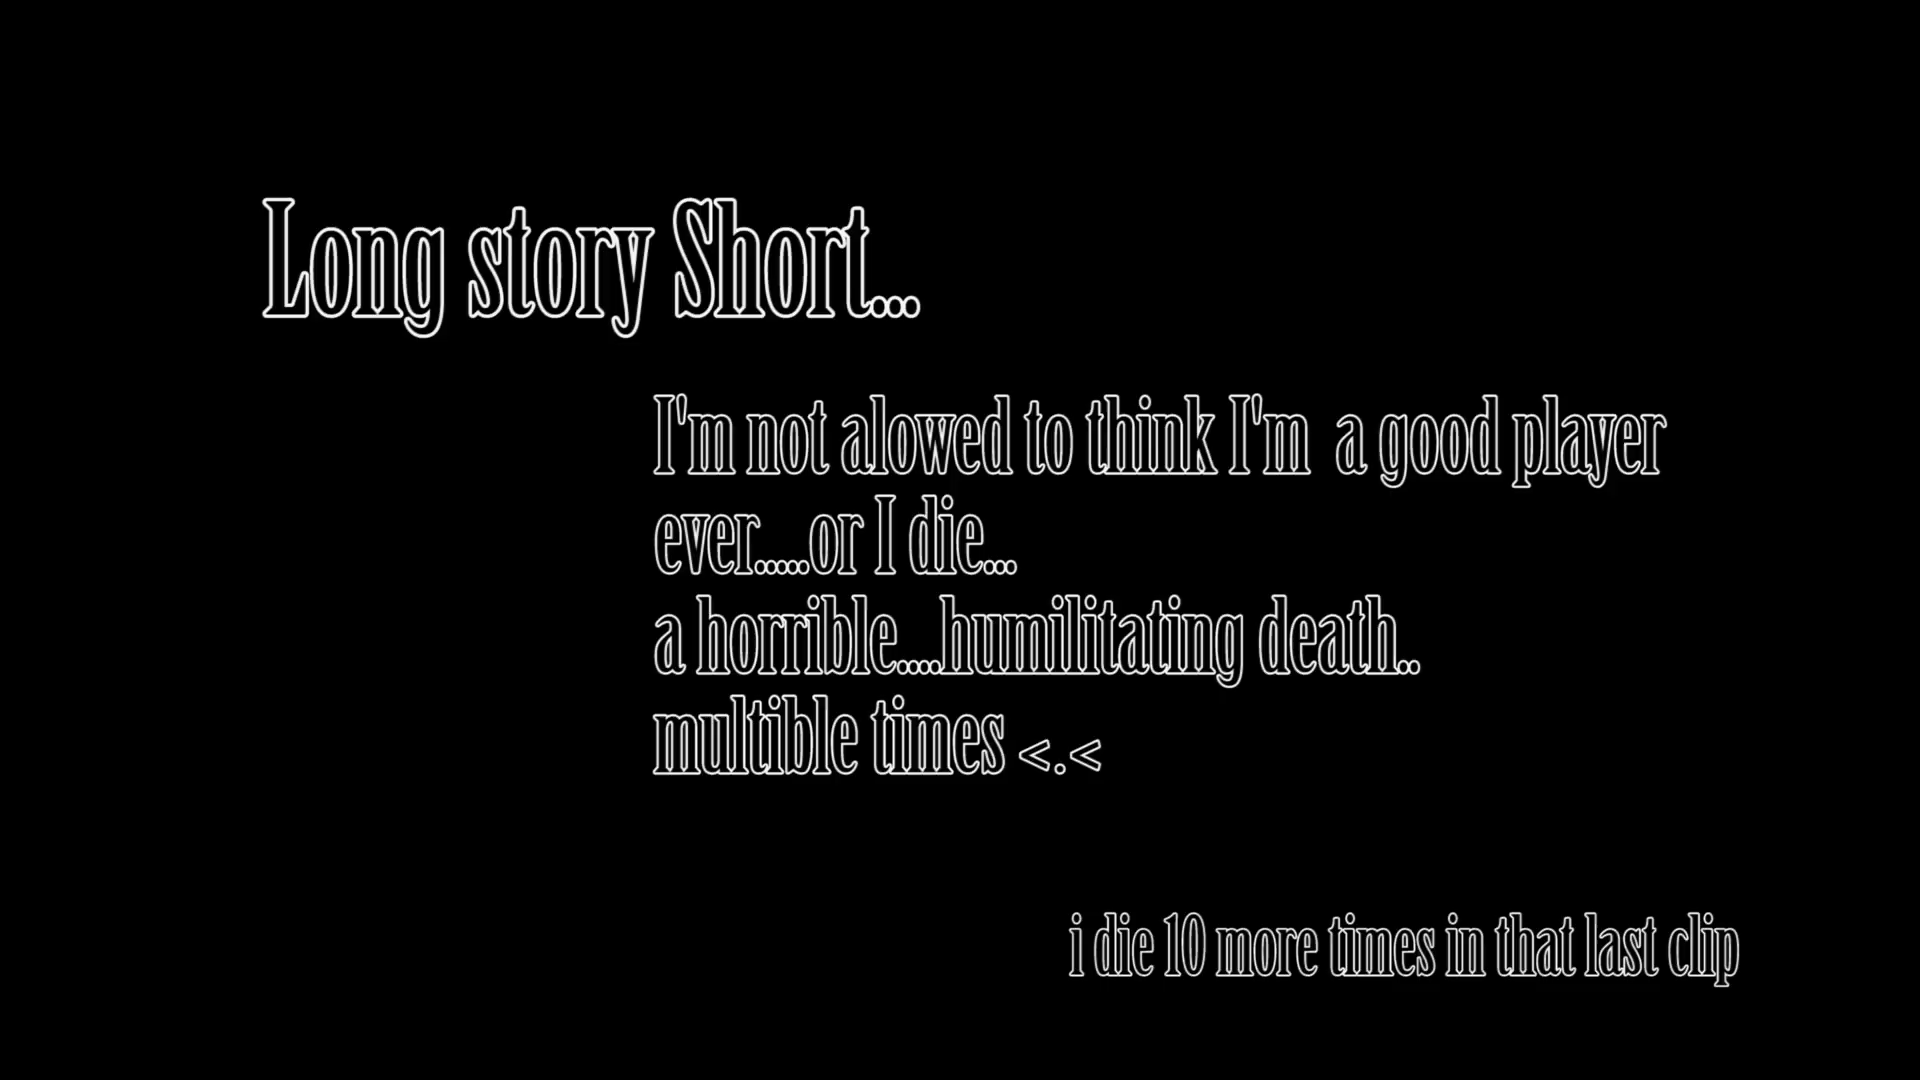 Long story Short...
I'm not alowed to think I'm  a good player
ever.....or I die...
a horrible....humilitating death..
multible times <.<
i die 10 more times in that last clip